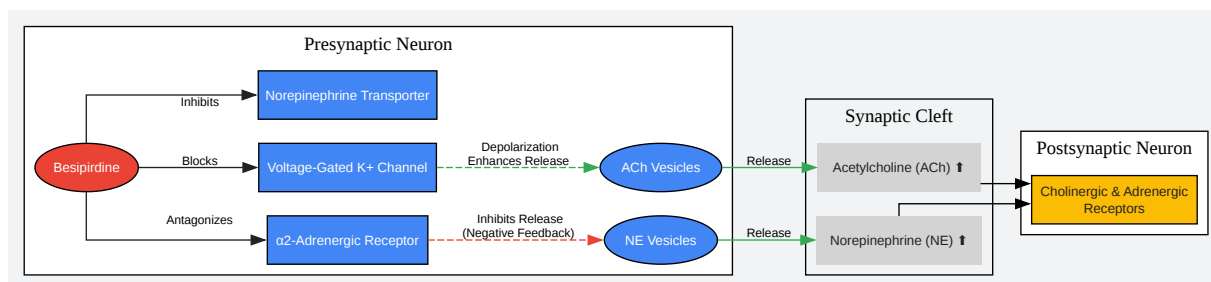 Presynaptic Neuron
Inhibits
Norepinephrine Transporter
Besipirdine
Blocks
Voltage-Gated K+ Channel
Depolarization
Enhances Release
ACh Vesicles
Release
Antagonizes
α2-Adrenergic Receptor
Inhibits Release
(Negative Feedback)
NE Vesicles
Release
Synaptic Cleft
Acetylcholine (ACh) ⬆
Norepinephrine (NE) ⬆
Postsynaptic Neuron
Cholinergic & Adrenergic
Receptors